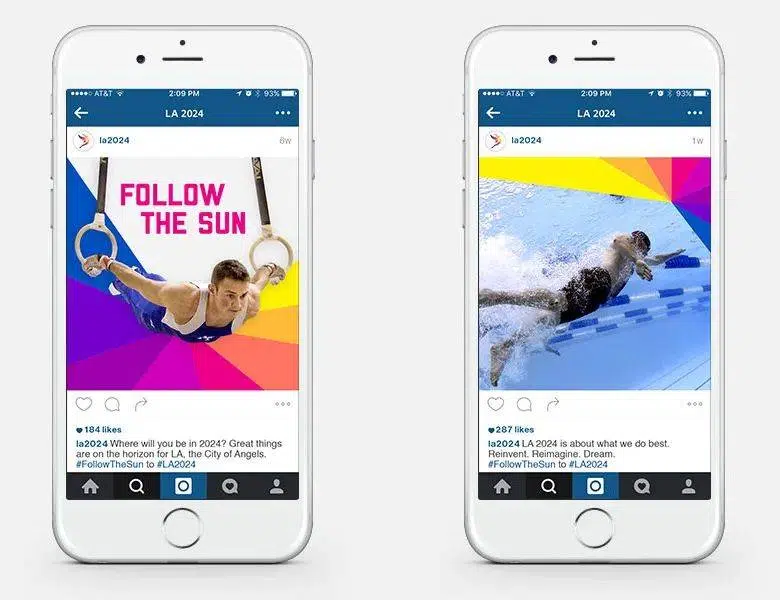 AT&T 2:09 PM 93%
LA 2024
la2024 6w
FOLLOW
THE SUN
184 likes
la2024 Where will you be in 2024? Great things
are on the horizon for LA, the City of Angels.
#FollowTheSun to #LA2024
AT&T 2:09 PM 93%
LA 2024
la2024 1w
287 likes
la2024 LA 2024 is about what we do best.
Reinvent. Reimagine. Dream.
#FollowTheSun to #LA2024